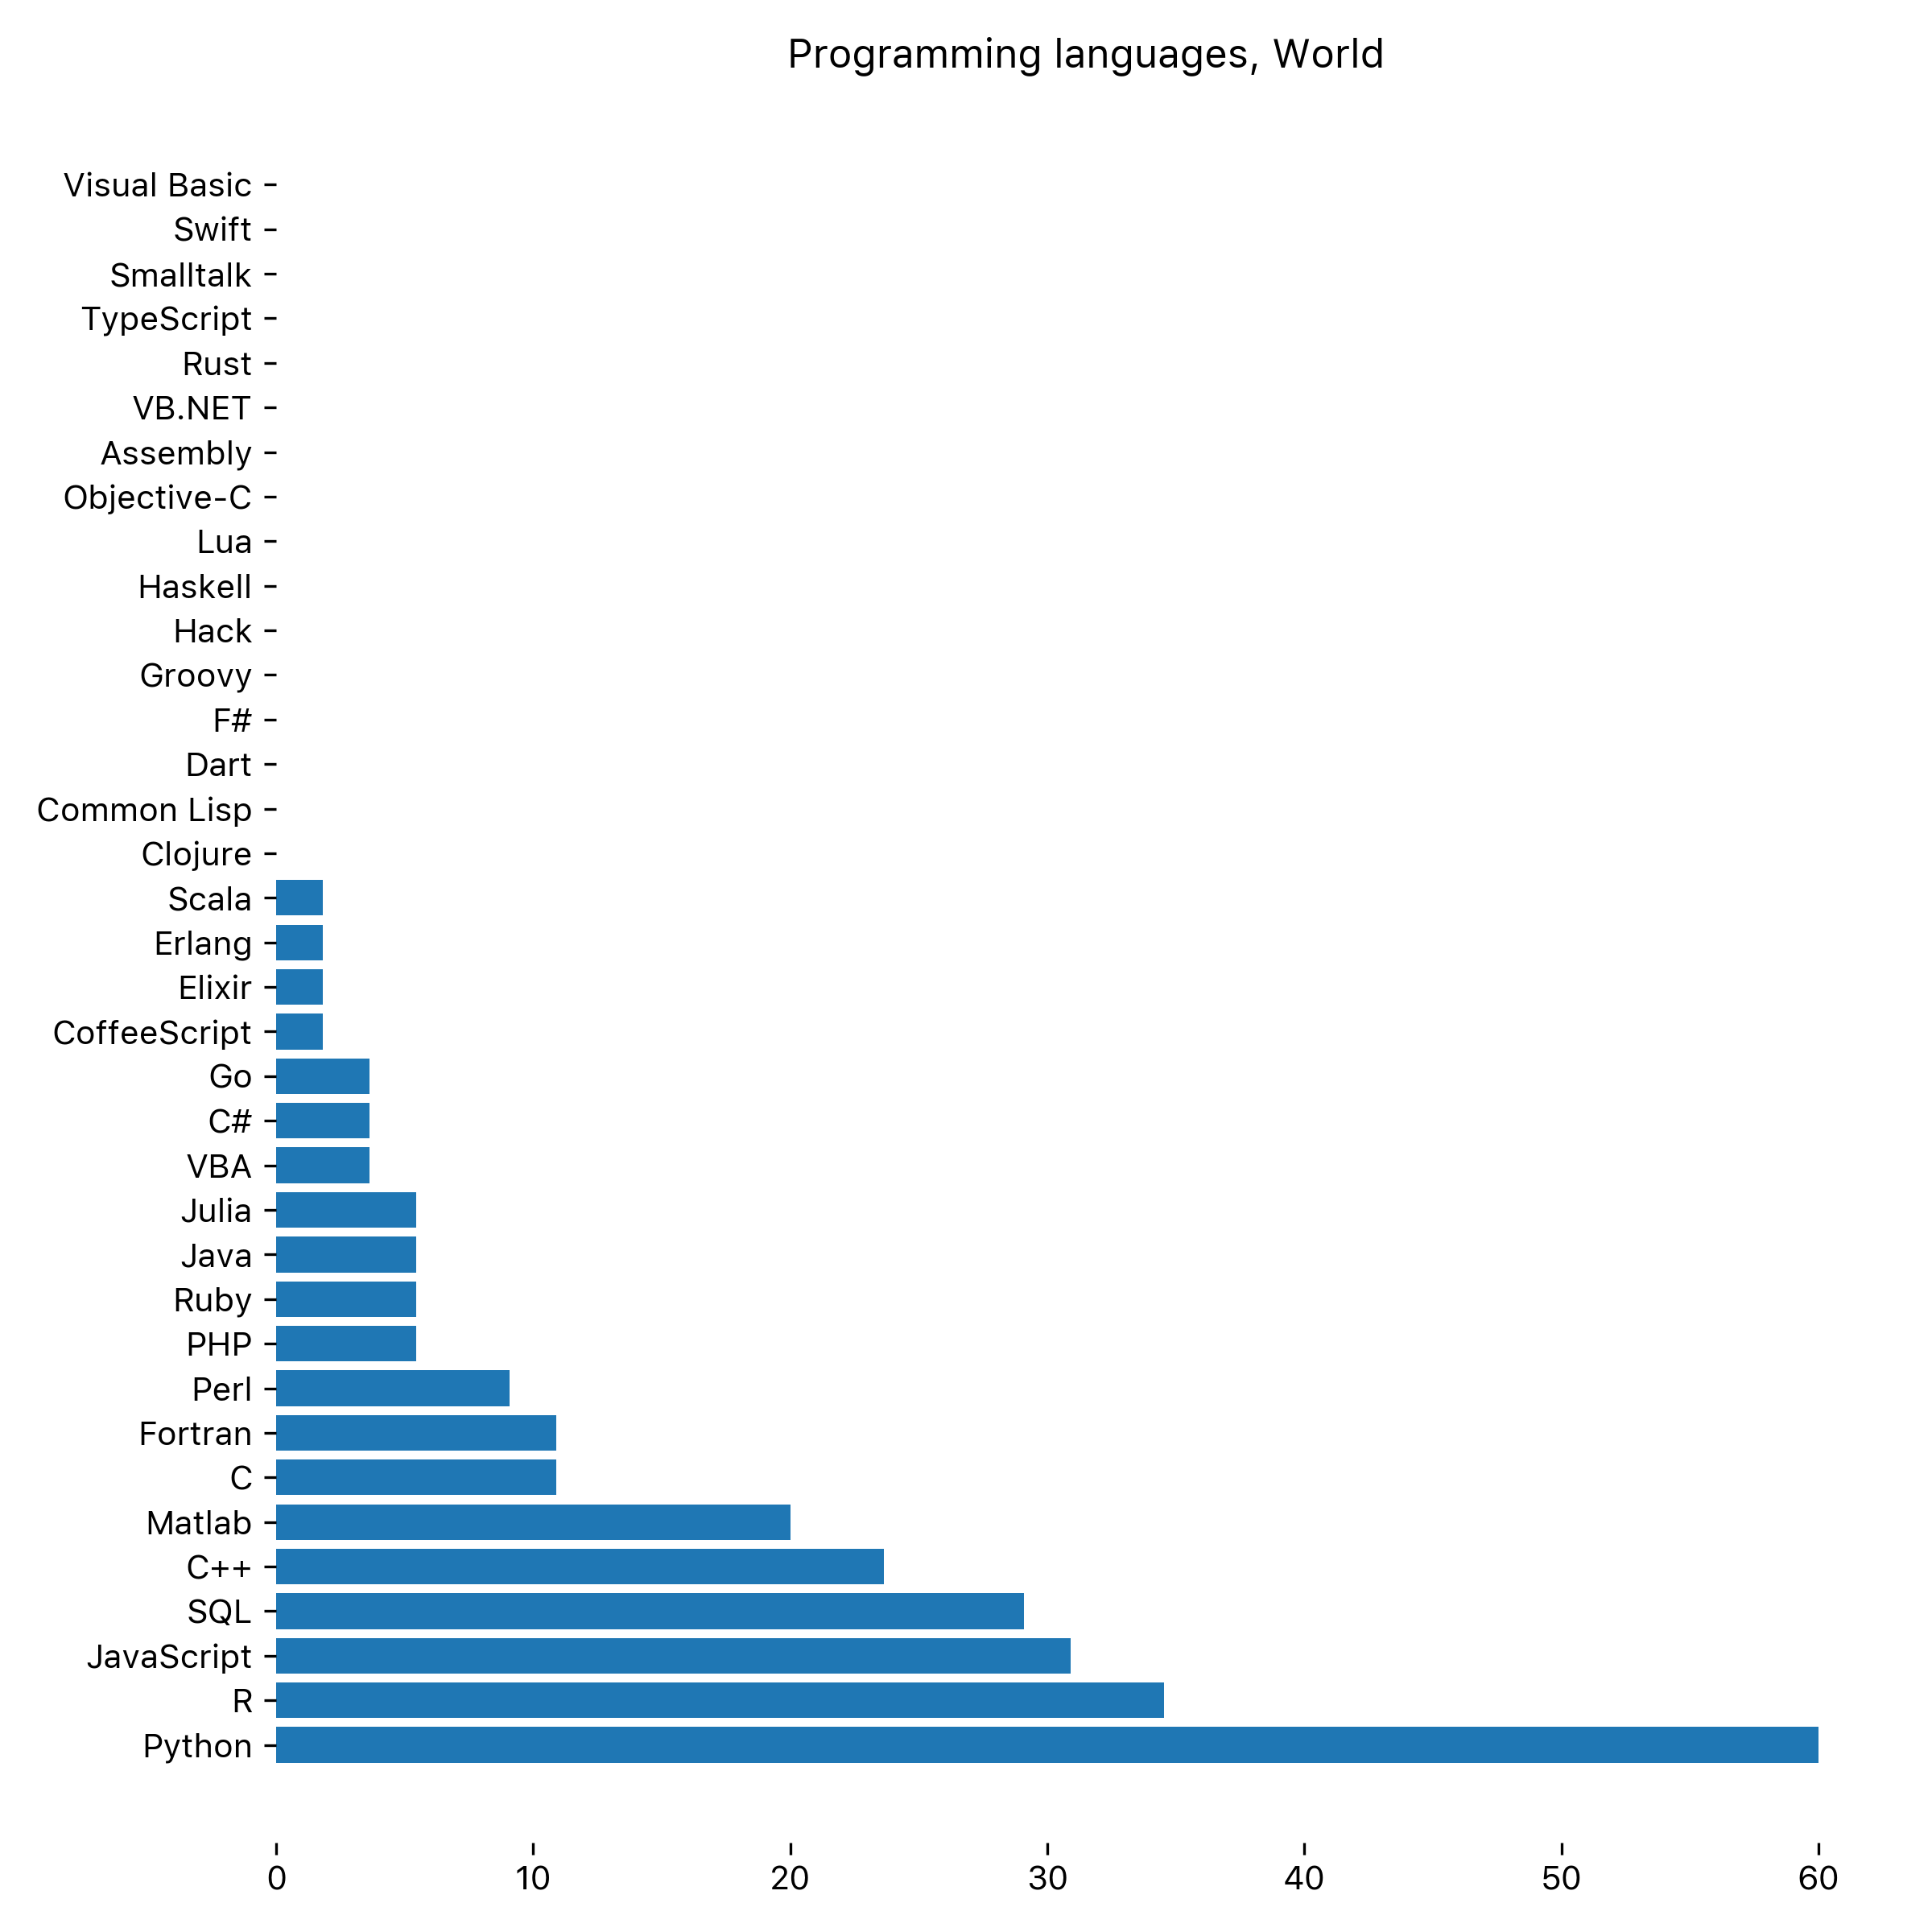 Programming languages, World
Visual Basic
Swift
Smalltalk
TypeScript
Rust
VB.NET
Assembly
Objective-C
Lua
Haskell
Hack
Groovy
F#
Dart
Common Lisp
Clojure
Scala
Erlang
Elixir
CoffeeScript
Go
C#
VBA
Julia
Java
Ruby
PHP
Perl
Fortran
C
Matlab
C++
SQL
JavaScript
R
Python
0 10 20 30 40 50 60